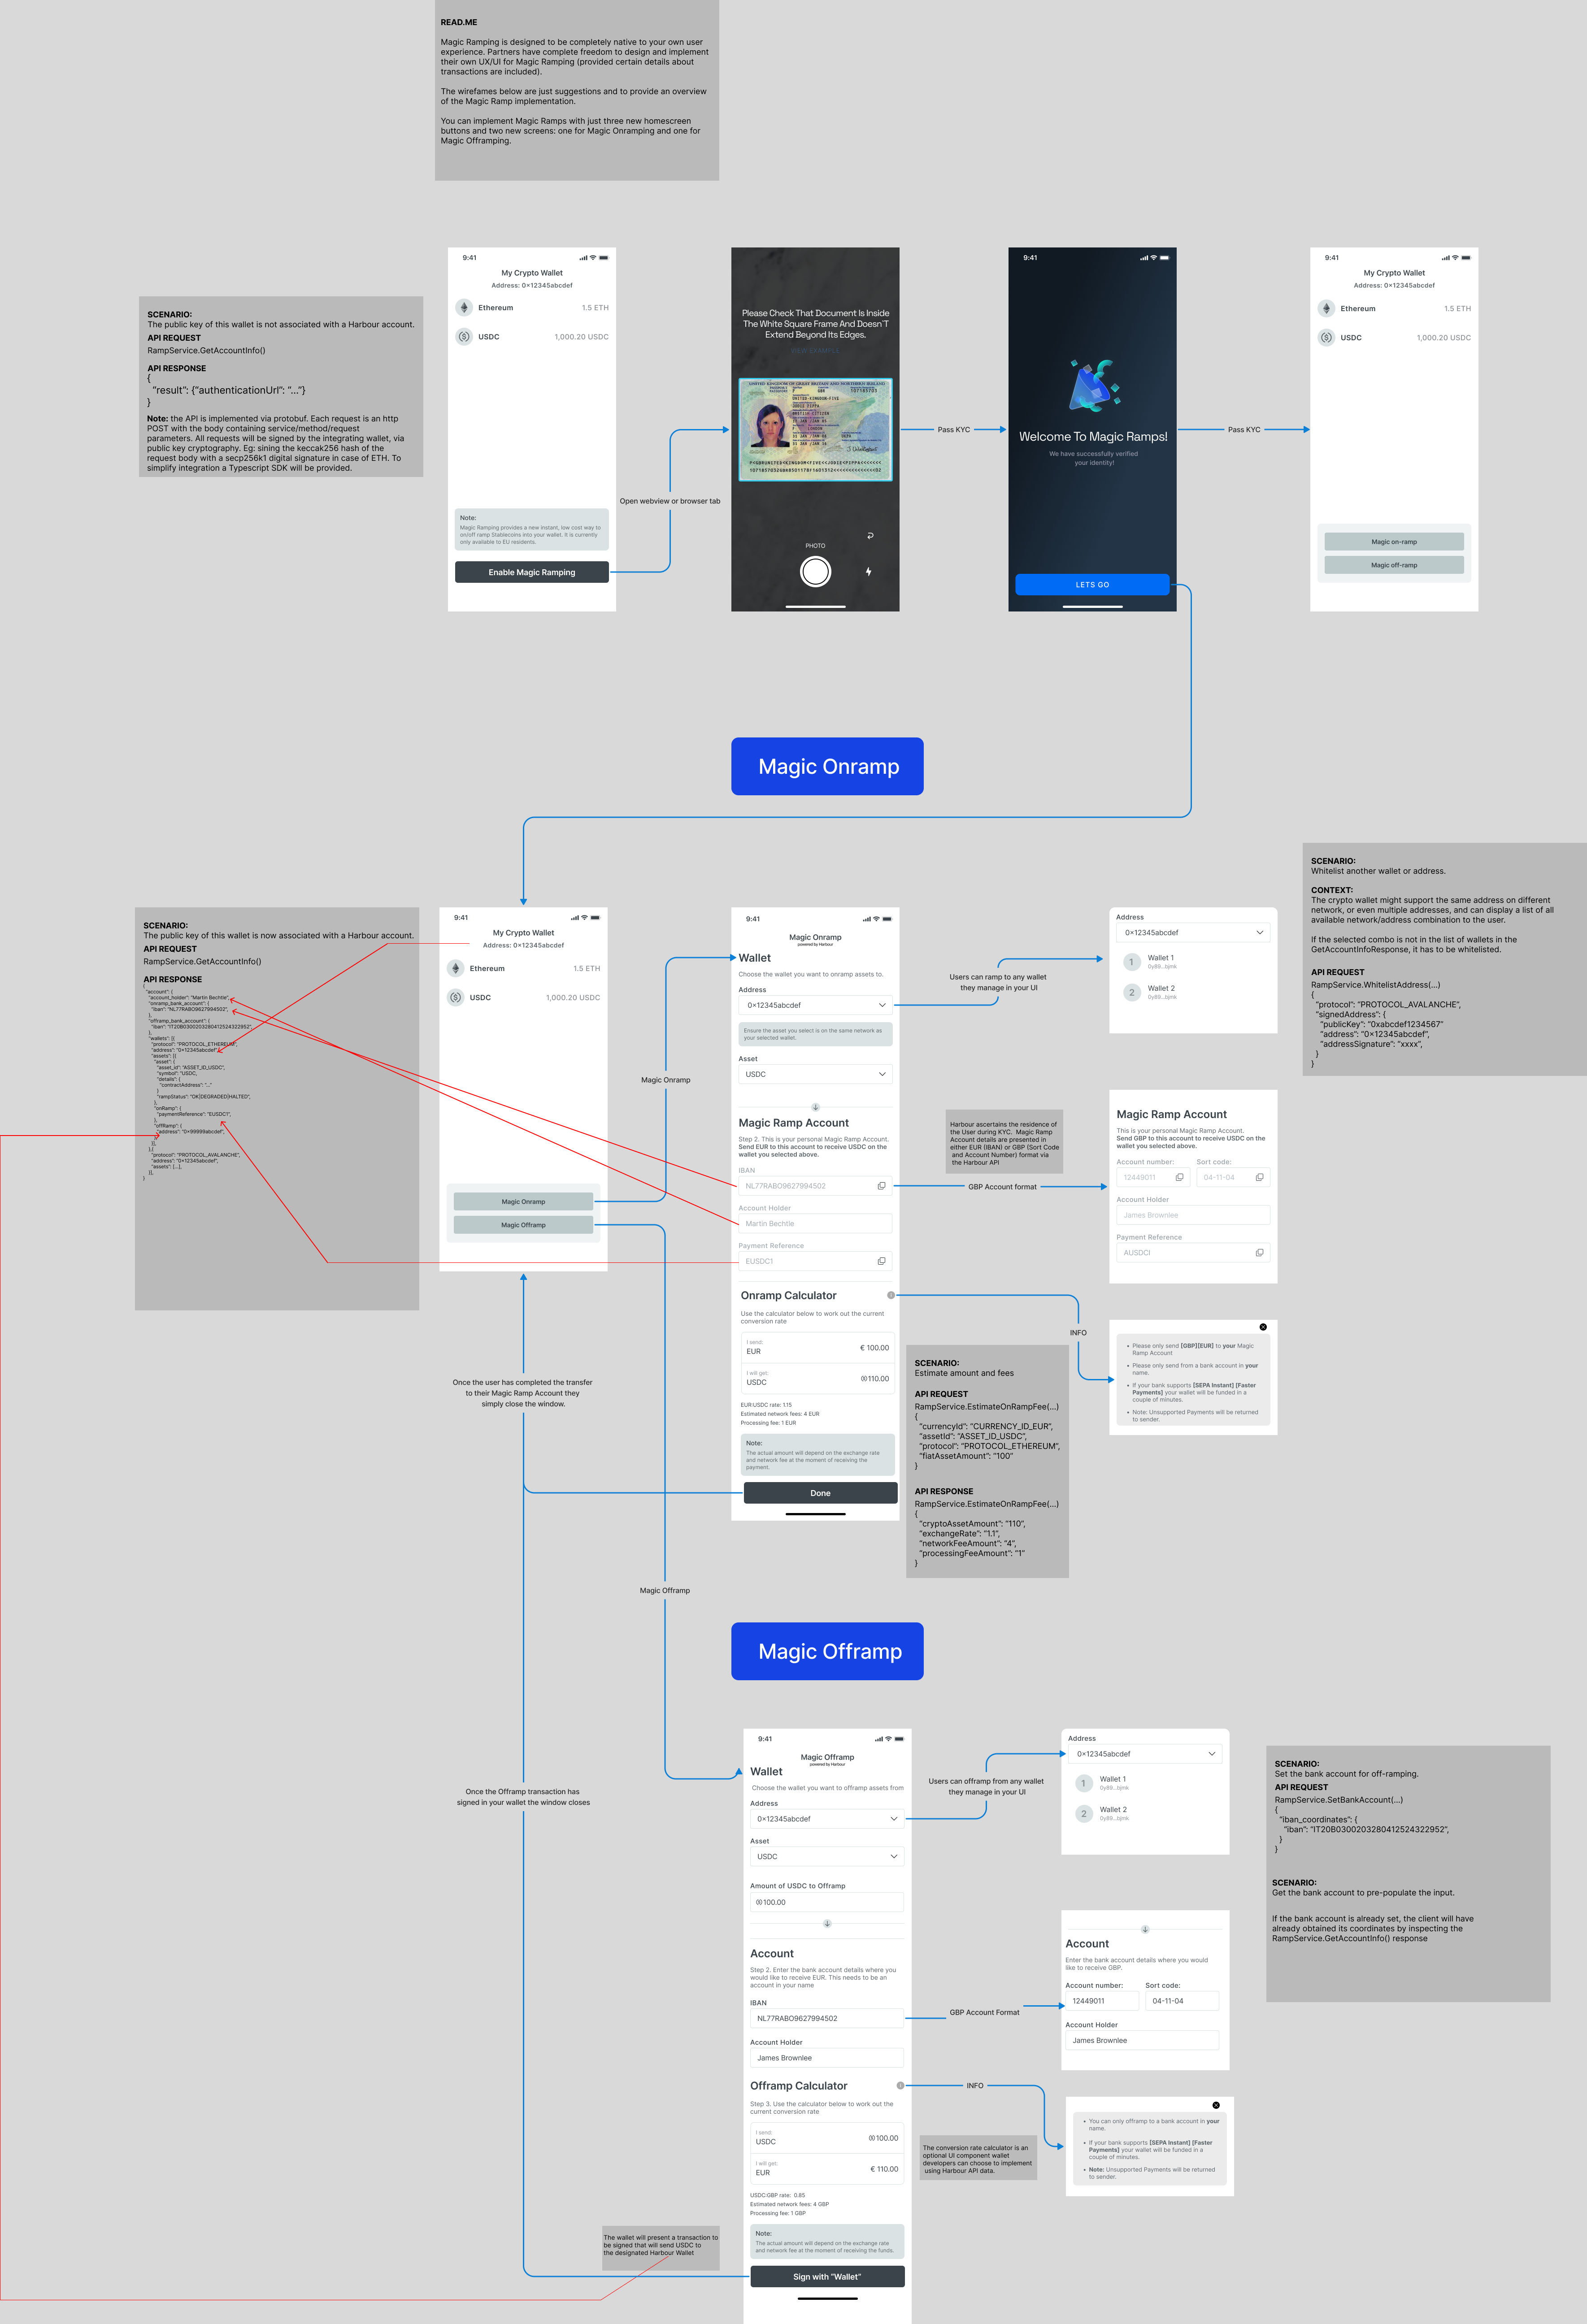 READ.ME
Magic Ramping is designed to be completely native to your own user
experience. Partners have complete freedom to design and implement
their own UX/UI for Magic Ramping (provided certain details about
transactions are included).
The wirefames below are just suggestions and to provide an overview
of the Magic Ramp implementation.
You can implement Magic Ramps with just three new homescreen
buttons and two new screens: one for Magic Onramping and one for
Magic Offramping.
SCENARIO:
The public key of this wallet is not associated with a Harbour account.
API REQUEST
RampService.GetAccountInfo()
API RESPONSE
{
"result": {"authenticationUrl": "..."}
}
Note: the API is implemented via protobuf. Each request is an http
POST with the body containing service/method/request
parameters. All requests will be signed by the integrating wallet, via
public key cryptography. Eg: sining the keccak256 hash of the
request body with a secp256k1 digital signature in case of ETH. To
simplify integration a Typescript SDK will be provided.
9:41
My Crypto Wallet
Address: 0x12345abcdef
Ethereum 1.5 ETH
USDC 1,000.20 USDC
Note:
Magic Ramping provides a new instant, low cost way to
on/off ramp Stablecoins into your wallet. It is currently
only available to EU residents.
Enable Magic Ramping
Open webview or browser tab
Please Check That Document Is Inside
The White Square Frame And Doesn'T
Extend Beyond Its Edges.
VIEW EXAMPLE
UNITED KINGDOM OF GREAT BRITAIN AND NORTHERN IRELAND
PHOTO
Pass KYC
9:41
Welcome To Magic Ramps!
We have successfully verified
your identity!
LETS GO
Pass KYC
9:41
My Crypto Wallet
Address: 0x12345abcdef
Ethereum 1.5 ETH
USDC 1,000.20 USDC
Magic on-ramp
Magic off-ramp
Magic Onramp
SCENARIO:
The public key of this wallet is now associated with a Harbour account.
API REQUEST
RampService.GetAccountInfo()
API RESPONSE
{
"account": {
"account_holder": "Martin Bechtle",
"onramp_bank_account": {
"iban": "NL77RABO9627994502",
},
"offramp_bank_account": {
"iban": "IT20B0300203280412524322952",
},
"wallets": [{
"protocol": "PROTOCOL_ETHEREUM",
"address": "0x12345abcdef",
"assets": [{
"asset": {
"asset_id": "ASSET_ID_USDC",
"symbol": "USDC,
"details": {
"contractAddress": "..."
}
"rampStatus": "OK|DEGRADED|HALTED",
},
"onRamp": {
"paymentReference": "EUSDC1",
},
"offRamp": {
"address": "0x99999abcdef",
}
}],
},{
"protocol": "PROTOCOL_AVALANCHE",
"address": "0x12345abcdef",
"assets": [...],
}],
}
9:41
My Crypto Wallet
Address: 0x12345abcdef
Ethereum 1.5 ETH
USDC 1,000.20 USDC
Magic Onramp
Magic Offramp
Magic Onramp
9:41
Magic Onramp
powered by Harbour
Wallet
Choose the wallet you want to onramp assets to.
Address
0x12345abcdef
Ensure the asset you select is on the same network as
your selected wallet.
Asset
USDC
Magic Ramp Account
Step 2. This is your personal Magic Ramp Account.
Send EUR to this account to receive USDC on the
wallet you selected above.
IBAN
NL77RABO9627994502
Account Holder
Martin Bechtle
Payment Reference
EUSDC1
Onramp Calculator
Use the calculator below to work out the current
conversion rate
I send:
EUR € 100.00
I will get:
USDC 110.00
EUR:USDC rate: 1.15
Estimated network fees: 4 EUR
Processing fee: 1 EUR
Note:
The actual amount will depend on the exchange rate
and network fee at the moment of receiving the
payment.
Done
Users can ramp to any wallet
they manage in your UI
Address
0x12345abcdef
1 Wallet 1
0y89...bjmk
2 Wallet 2
0y89...bjmk
SCENARIO:
Whitelist another wallet or address.
CONTEXT:
The crypto wallet might support the same address on different
network, or even multiple addresses, and can display a list of all
available network/address combination to the user.
If the selected combo is not in the list of wallets in the
GetAccountInfoResponse, it has to be whitelisted.
API REQUEST
RampService.WhitelistAddress(...)
{
"protocol": "PROTOCOL_AVALANCHE",
"signedAddress": {
"publicKey": "0xabcdef1234567"
"address": "0x12345abcdef",
"addressSignature": "xxxx",
}
}
Harbour ascertains the residence of
the User during KYC. Magic Ramp
Account details are presented in
either EUR (IBAN) or GBP (Sort Code
and Account Number) format via
the Harbour API
GBP Account format
Magic Ramp Account
This is your personal Magic Ramp Account.
Send GBP to this account to receive USDC on the
wallet you selected above.
Account number: Sort code:
12449011 04-11-04
Account Holder
James Brownlee
Payment Reference
AUSDCI
INFO
Please only send [GBP][EUR] to your Magic
Ramp Account
Please only send from a bank account in your
name.
If your bank supports [SEPA Instant] [Faster
Payments] your wallet will be funded in a
couple of minutes.
Note: Unsupported Payments will be returned
to sender.
SCENARIO:
Estimate amount and fees
API REQUEST
RampService.EstimateOnRampFee(...)
{
"currencyId": "CURRENCY_ID_EUR",
"assetId": "ASSET_ID_USDC",
"protocol": "PROTOCOL_ETHEREUM",
"fiatAssetAmount": "100"
}
API RESPONSE
RampService.EstimateOnRampFee(...)
{
"cryptoAssetAmount": "110",
"exchangeRate": "1.1",
"networkFeeAmount": "4",
"processingFeeAmount": "1"
}
Once the user has completed the transfer
to their Magic Ramp Account they
simply close the window.
Magic Offramp
Magic Offramp
Once the Offramp transaction has
signed in your wallet the window closes
9:41
Magic Offramp
powered by Harbour
Wallet
Choose the wallet you want to offramp assets from
Address
0x12345abcdef
Asset
USDC
Amount of USDC to Offramp
100.00
Account
Step 2. Enter the bank account details where you
would like to receive EUR. This needs to be an
account in your name
IBAN
NL77RABO9627994502
Account Holder
James Brownlee
Offramp Calculator
Step 3. Use the calculator below to work out the
current conversion rate
I send:
USDC 100.00
I will get:
EUR € 110.00
USDC:GBP rate: 0.85
Estimated network fees: 4 GBP
Processing fee: 1 GBP
Note:
The actual amount will depend on the exchange rate
and network fee at the moment of receiving the funds.
Sign with "Wallet"
Users can offramp from any wallet
they manage in your UI
Address
0x12345abcdef
1 Wallet 1
0y89...bjmk
2 Wallet 2
0y89...bjmk
SCENARIO:
Set the bank account for off-ramping.
API REQUEST
RampService.SetBankAccount(...)
{
"iban_coordinates": {
"iban": "IT20B0300203280412524322952",
}
}
SCENARIO:
Get the bank account to pre-populate the input.
If the bank account is already set, the client will have
already obtained its coordinates by inspecting the
RampService.GetAccountInfo() response
GBP Account Format
Account
Enter the bank account details where you would
like to receive GBP.
Account number: Sort code:
12449011 04-11-04
Account Holder
James Brownlee
INFO
You can only offramp to a bank account in your
name.
If your bank supports [SEPA Instant] [Faster
Payments] your wallet will be funded in a
couple of minutes.
Note: Unsupported Payments will be returned
to sender.
The conversion rate calculator is an
optional UI component wallet
developers can choose to implement
using Harbour API data.
The wallet will present a transaction to
be signed that will send USDC to
the designated Harbour Wallet